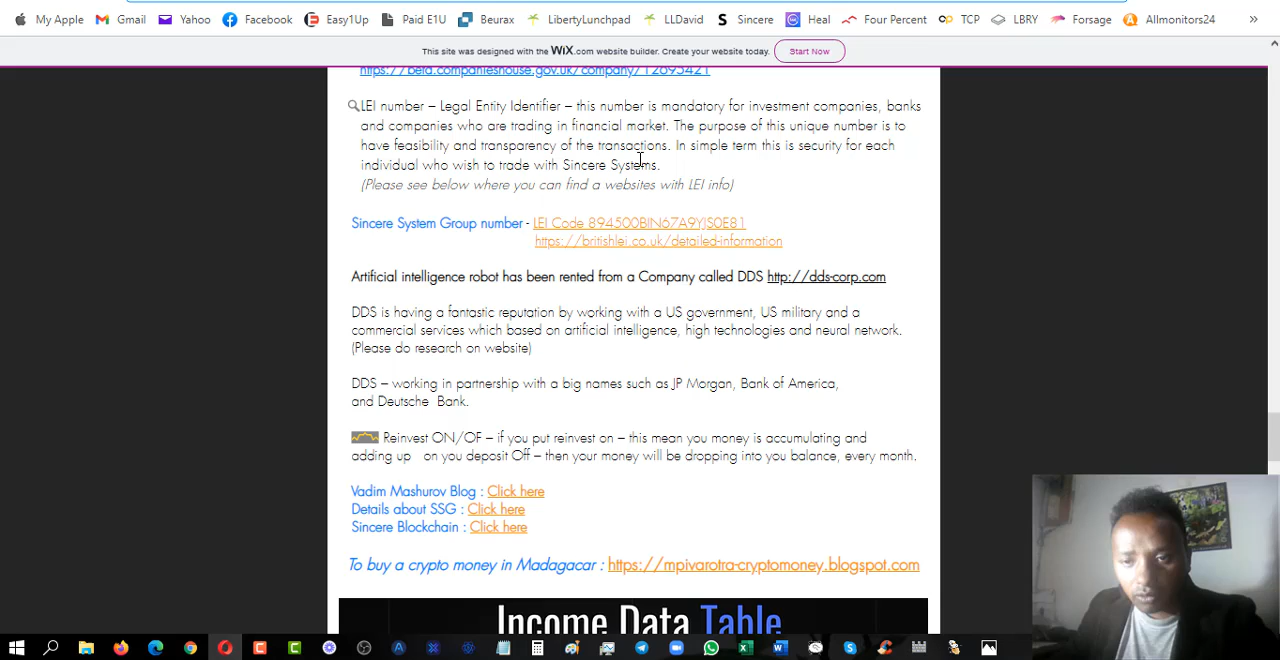 My Apple Gmail Yahoo Facebook Easy1Up Paid E1U Beurax LibertyLunchpad LLDavid Sincere Heal Four Percent TCP LBRY Forsage Allmonitors24 »
This site was designed with the WiX.com website builder. Create your website today. Start Now
https://beta.companieshouse.gov.uk/company/12695421
LEI number – Legal Entity Identifier – this number is mandatory for investment companies, banks
and companies who are trading in financial market. The purpose of this unique number is to
have feasibility and transparency of the transactions. In simple term this is security for each
individual who wish to trade with Sincere Systems.
(Please see below where you can find a websites with LEI info)
Sincere System Group number - LEI Code 894500BIN67A9YJS0E81
https://britishlei.co.uk/detailed-information
Artificial intelligence robot has been rented from a Company called DDS http://dds-corp.com
DDS is having a fantastic reputation by working with a US government, US military and a
commercial services which based on artificial intelligence, high technologies and neural network.
(Please do research on website)
DDS – working in partnership with a big names such as JP Morgan, Bank of America,
and Deutsche Bank.
Reinvest ON/OF – if you put reinvest on – this mean you money is accumulating and
adding up on you deposit Off – then your money will be dropping into you balance, every month.
Vadim Mashurov Blog : Click here
Details about SSG : Click here
Sincere Blockchain : Click here
To buy a crypto money in Madagacar : https://mpivarotra-cryptomoney.blogspot.com
Income Data Table